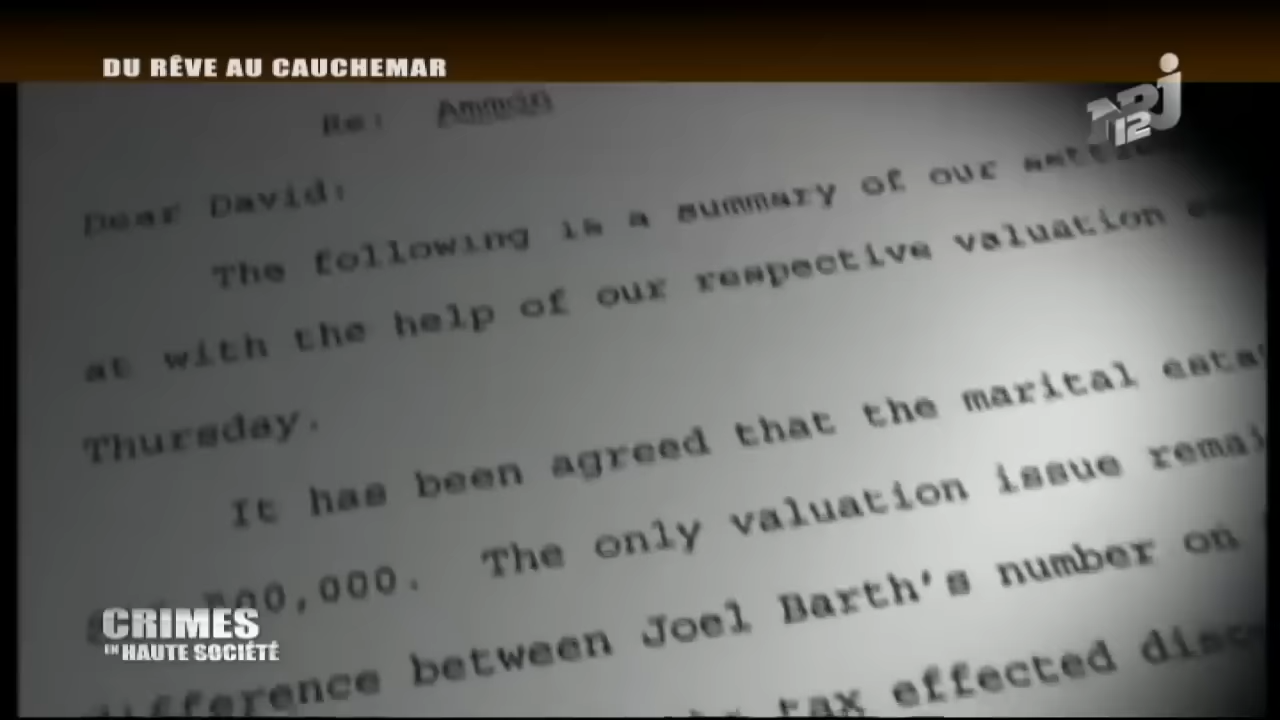 DU RÊVE AU CAUCHEMAR
NRJ
12
Re: Ammon
Dear David:
The following is a summary of our
at with the help of our respective valuation
Thursday.
It has been agreed that the marital
00,000. The only valuation issue
difference between Joel Barth's number on
tax effected
CRIMES
EN HAUTE SOCIÉTÉ